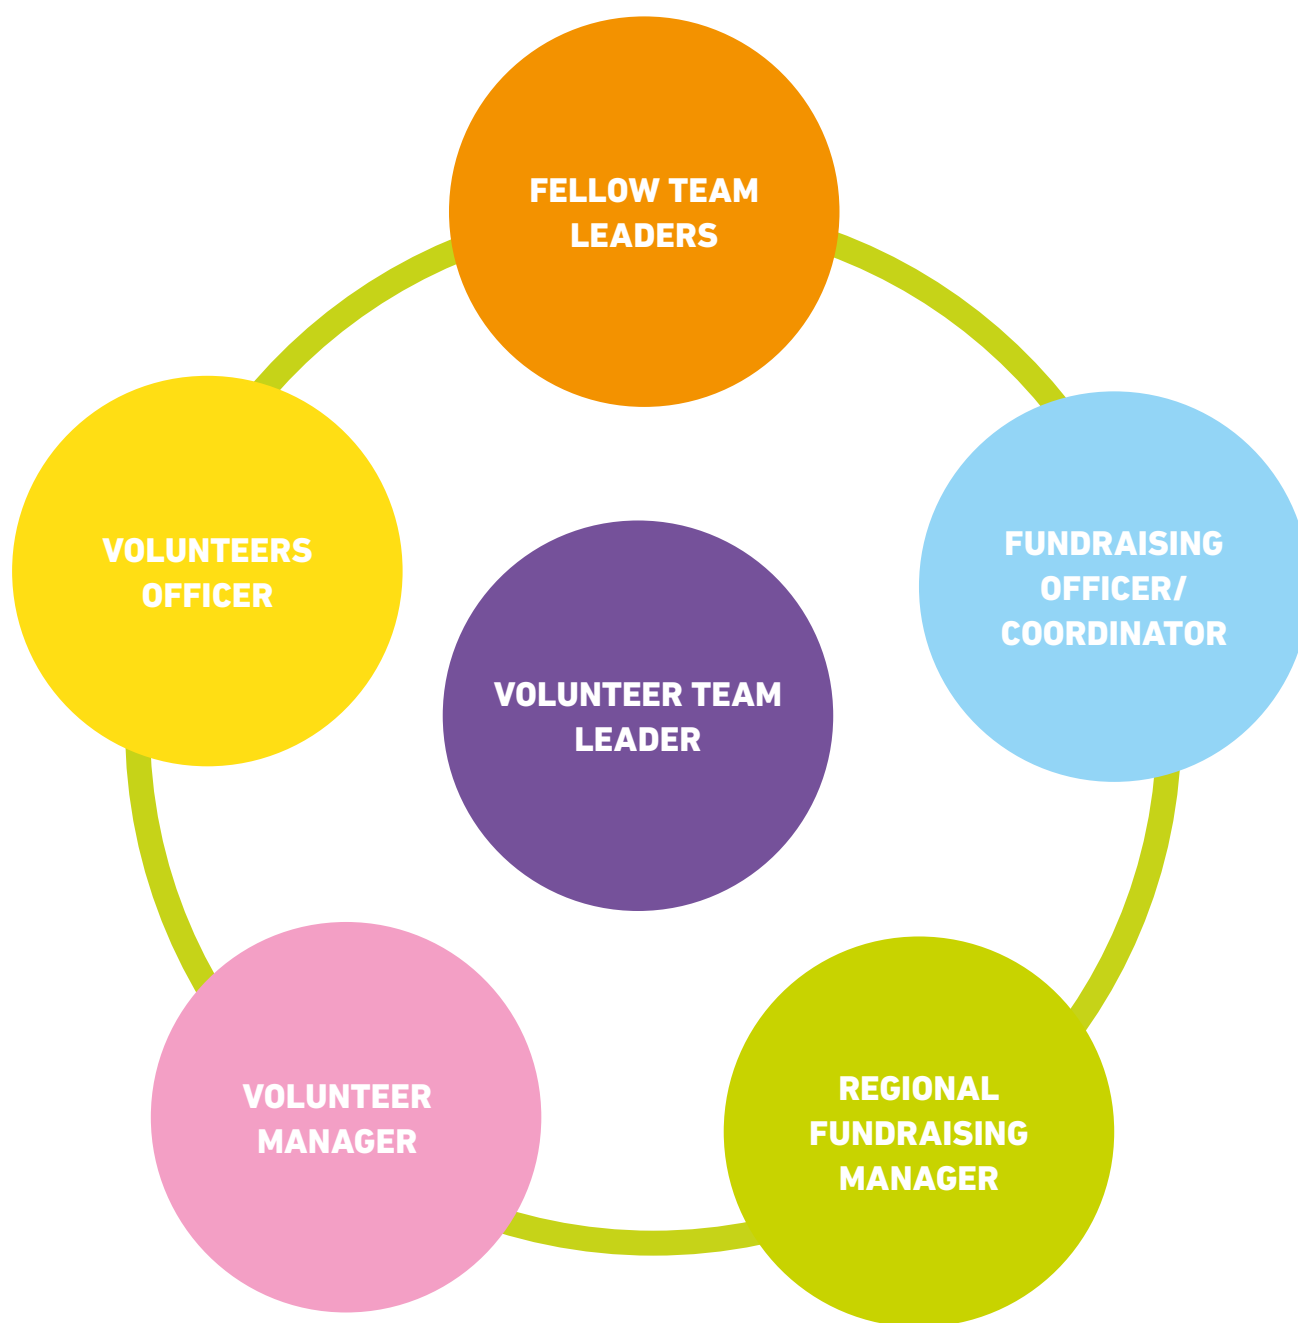 FELLOW TEAM
LEADERS
VOLUNTEERS
OFFICER
FUNDRAISING
OFFICER/
COORDINATOR
VOLUNTEER TEAM
LEADER
VOLUNTEER
MANAGER
REGIONAL
FUNDRAISING
MANAGER